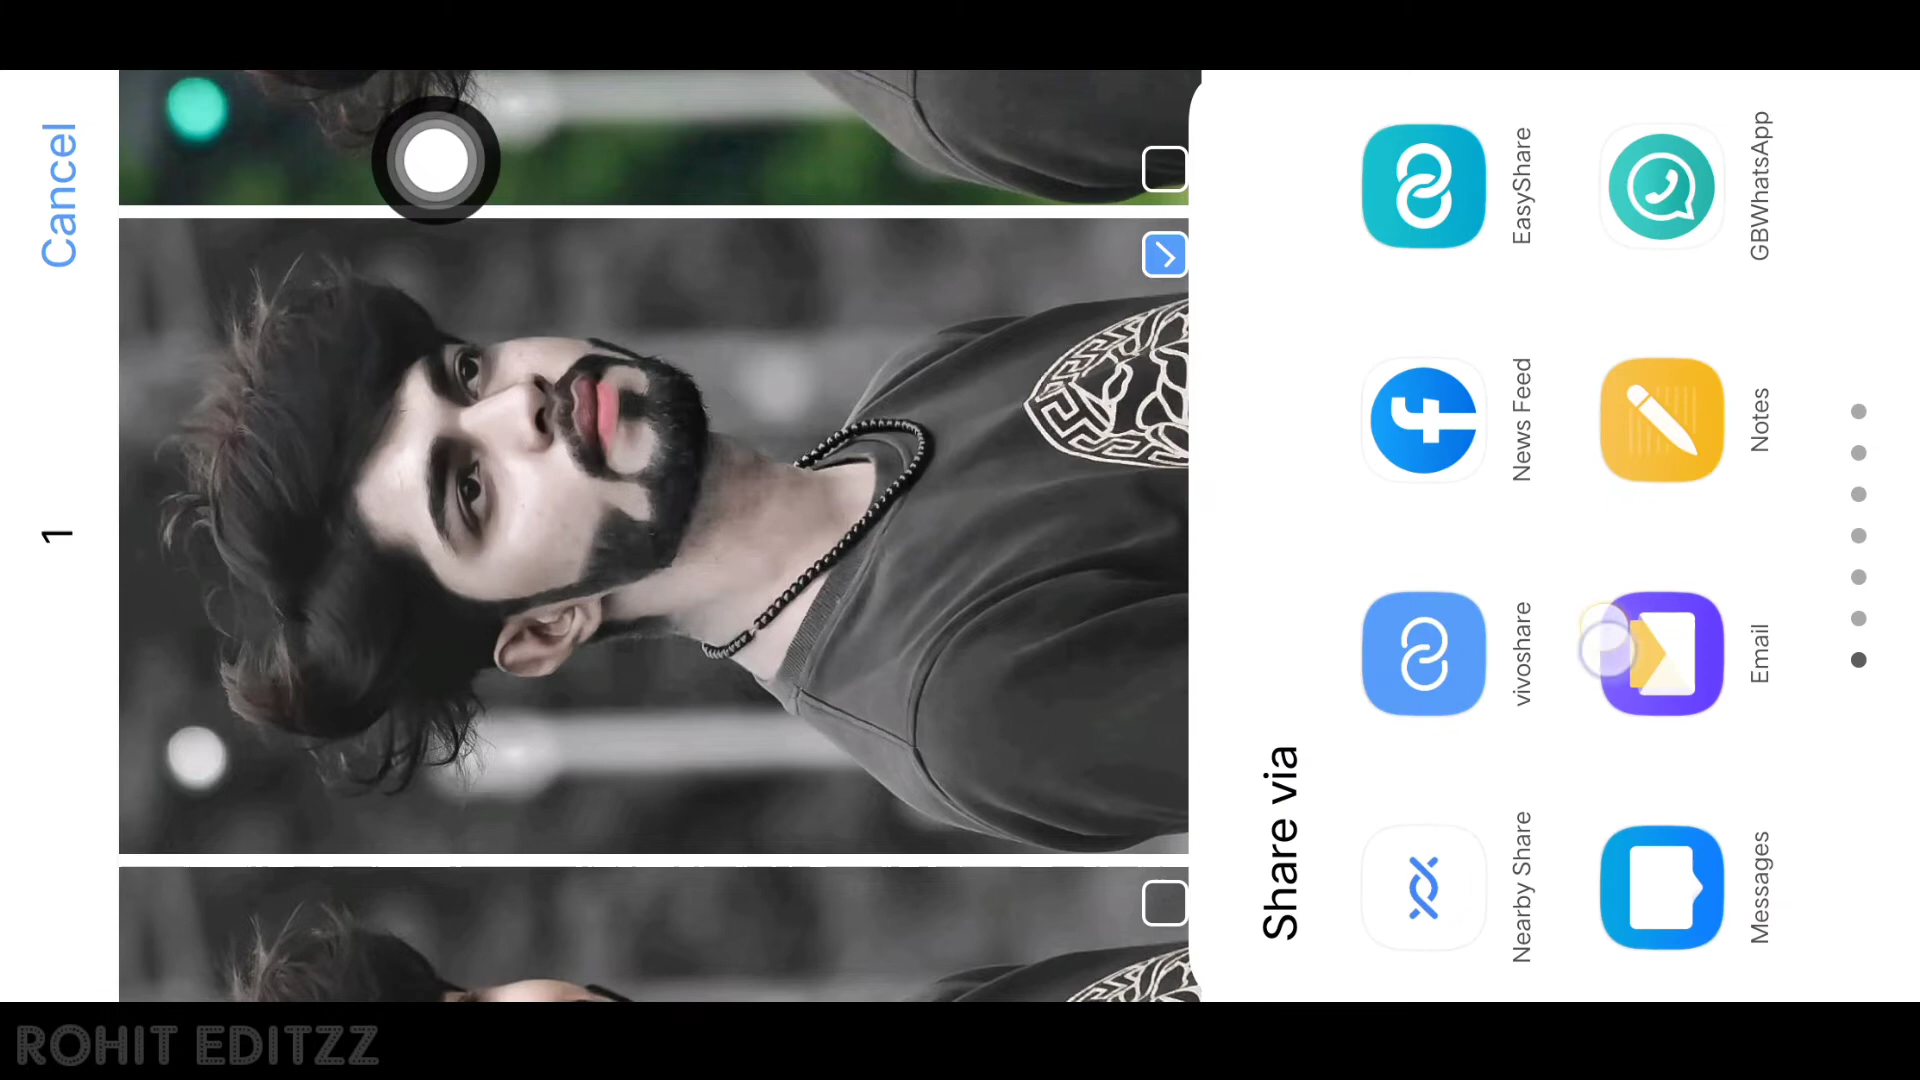 Cancel
1
Share via
Nearby Share
vivoshare
News Feed
EasyShare
Messages
Email
Notes
GBWhatsApp
ROHIT EDITZZ